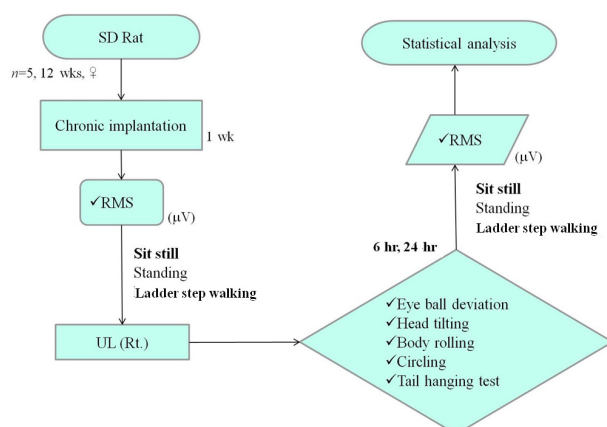 SD Rat
n=5, 12 wks, ♀
Chronic implantation
1 wk
✓RMS
(μV)
Sit still
Standing
Ladder step walking
UL (Rt.)
✓Eye ball deviation
✓Head tilting
✓Body rolling
✓Circling
✓Tail hanging test
6 hr, 24 hr
Sit still
Standing
Ladder step walking
✓RMS
(μV)
Statistical analysis